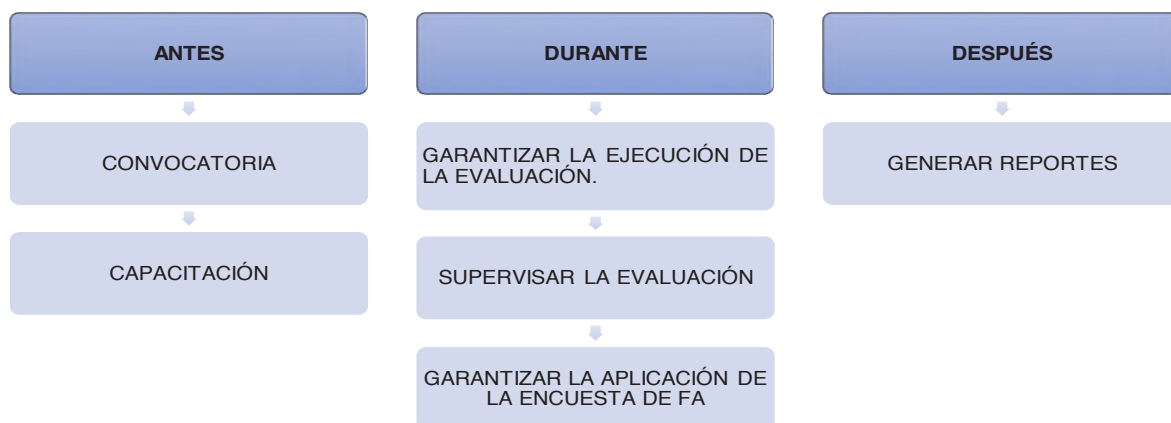 ANTES
CONVOCATORIA
CAPACITACIÓN
DURANTE
GARANTIZAR LA EJECUCIÓN DE
LA EVALUACIÓN.
SUPERVISAR LA EVALUACIÓN
GARANTIZAR LA APLICACIÓN DE
LA ENCUESTA DE FA
DESPUÉS
GENERAR REPORTES